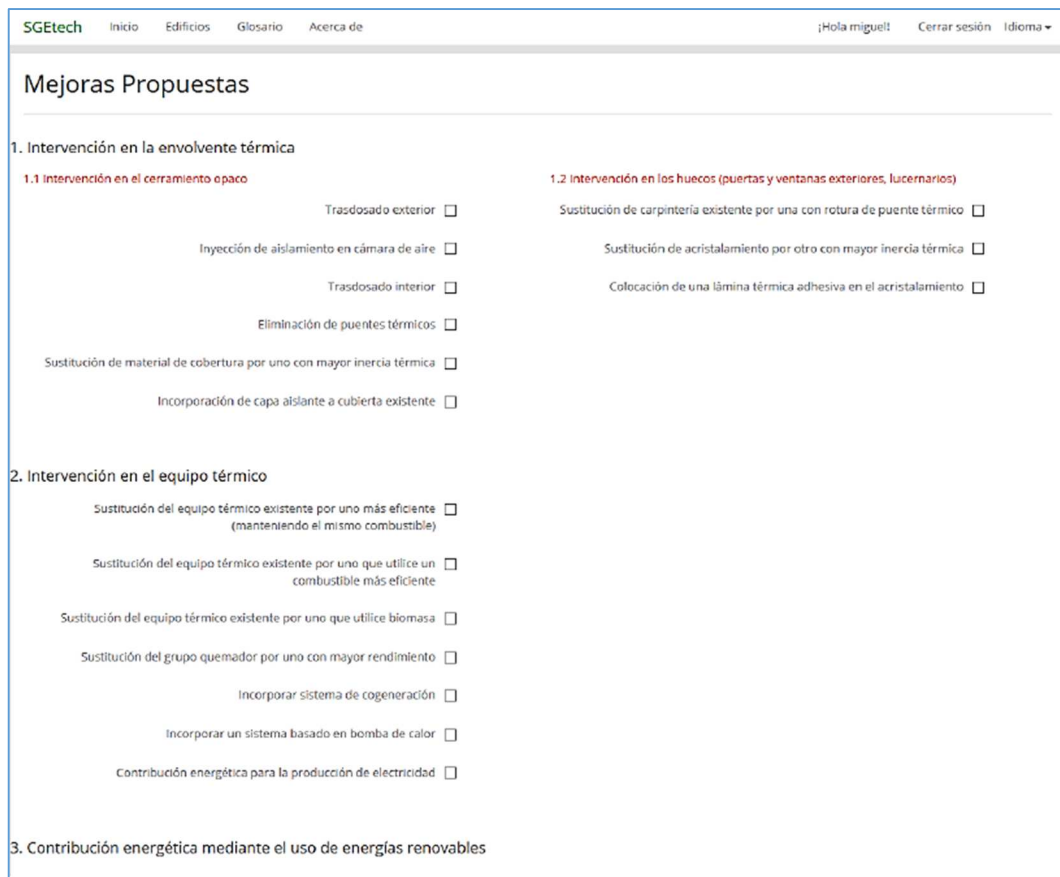 SGEtech Inicio Edificios Glosario Acerca de ¡Hola miguel! Cerrar sesión Idioma
Mejoras Propuestas
1. Intervención en la envolvente térmica
1.1 Intervención en el cerramiento opaco
Trasdosado exterior
Inyección de aislamiento en cámara de aire
Trasdosado interior
Eliminación de puentes térmicos
Sustitución de material de cobertura por uno con mayor inercia térmica
Incorporación de capa aislante a cubierta existente
1.2 Intervención en los huecos (puertas y ventanas exteriores, lucernarios)
Sustitución de carpintería existente por una con rotura de puente térmico
Sustitución de acristalamiento por otro con mayor inercia térmica
Colocación de una lámina térmica adhesiva en el acristalamiento
2. Intervención en el equipo térmico
Sustitución del equipo térmico existente por uno más eficiente
(manteniendo el mismo combustible)
Sustitución del equipo térmico existente por uno que utilice un
combustible más eficiente
Sustitución del equipo térmico existente por uno que utilice biomasa
Sustitución del grupo quemador por uno con mayor rendimiento
Incorporar sistema de cogeneración
Incorporar un sistema basado en bomba de calor
Contribución energética para la producción de electricidad
3. Contribución energética mediante el uso de energías renovables